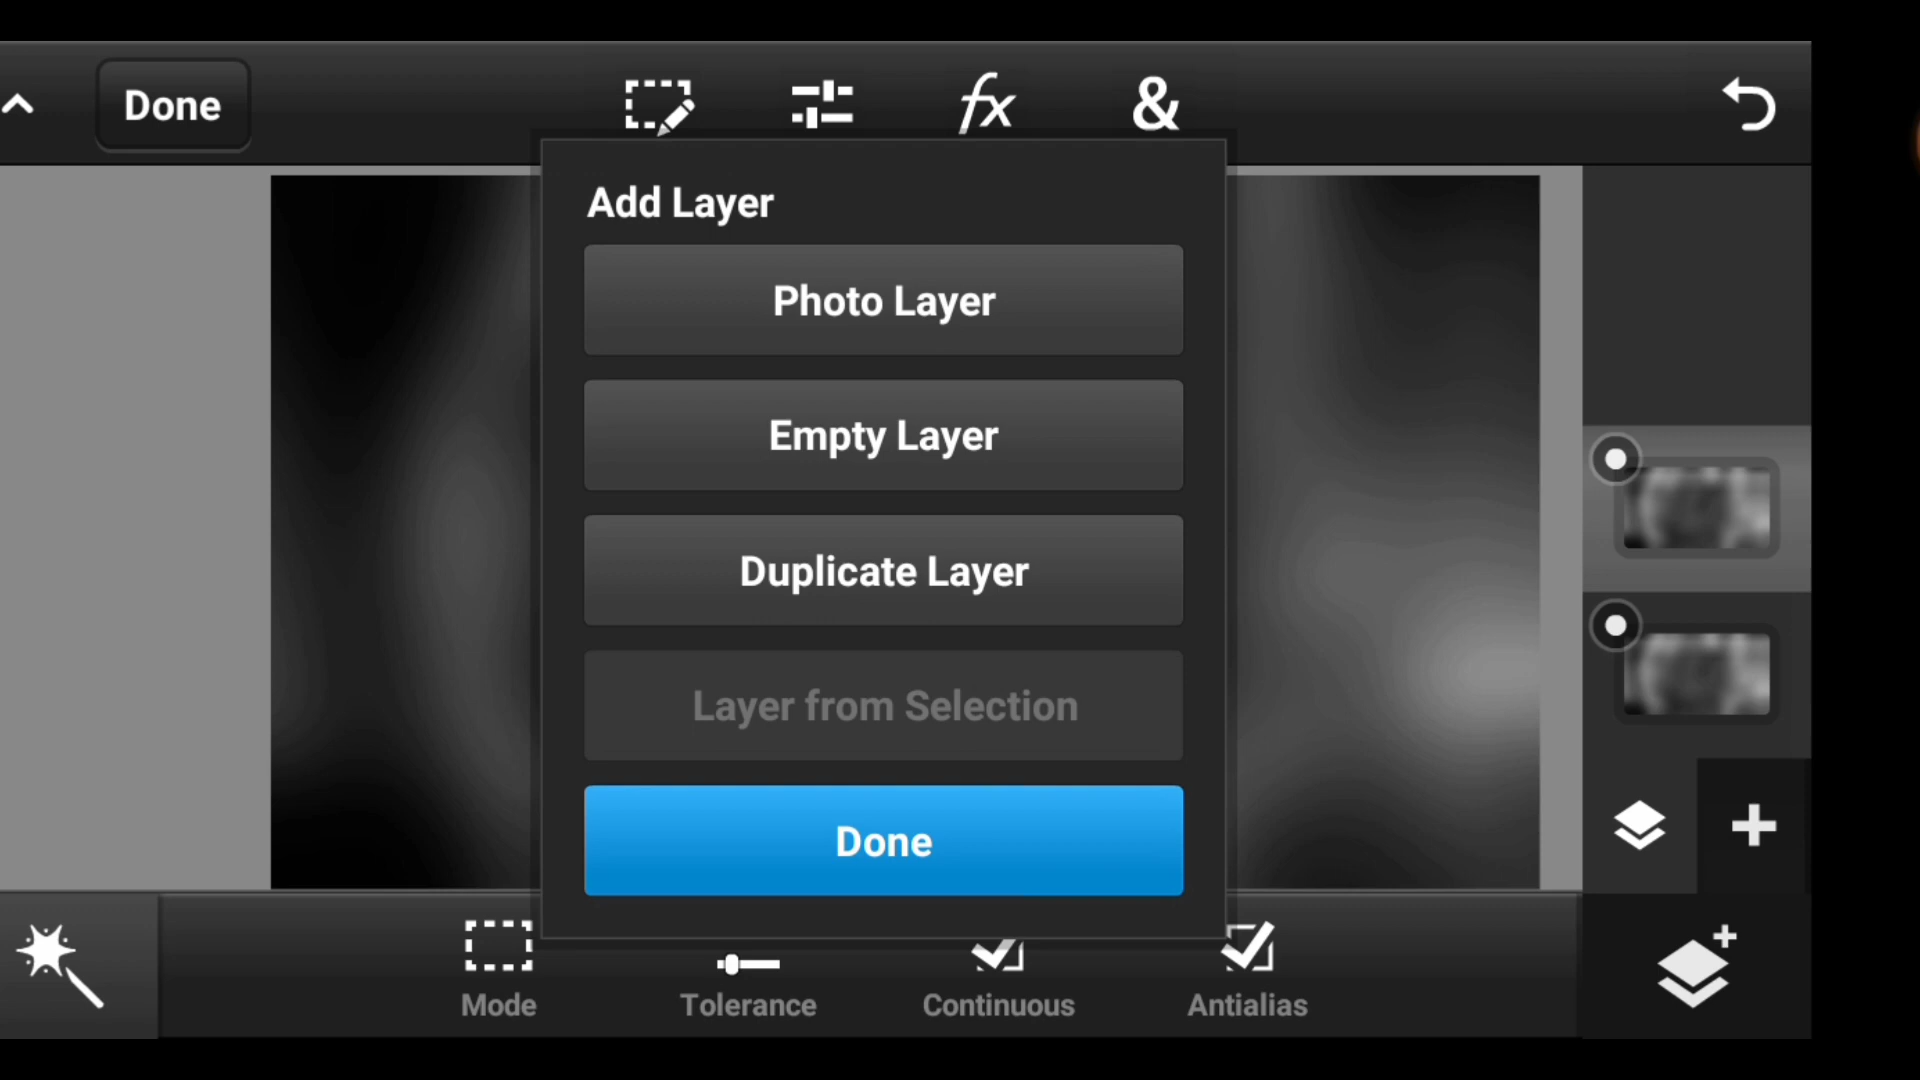 Done
fx
&
Add Layer
Photo Layer
Empty Layer
Duplicate Layer
Layer from Selection
Done
Mode
Tolerance
Continuous
Antialias